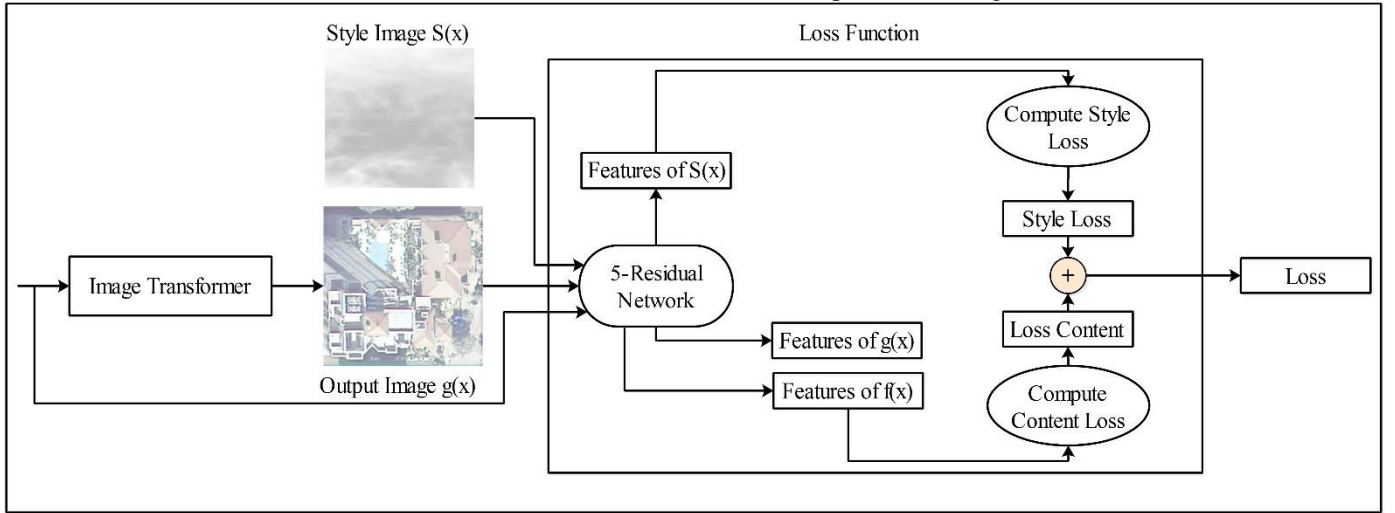 Style Image S(x)
Loss Function
Compute Style
Loss
Features of S(x)
Style Loss
Image Transformer
5-Residual
Network
+
Loss
Features of g(x)
Loss Content
Output Image g(x)
Features of f(x)
Compute
Content Loss